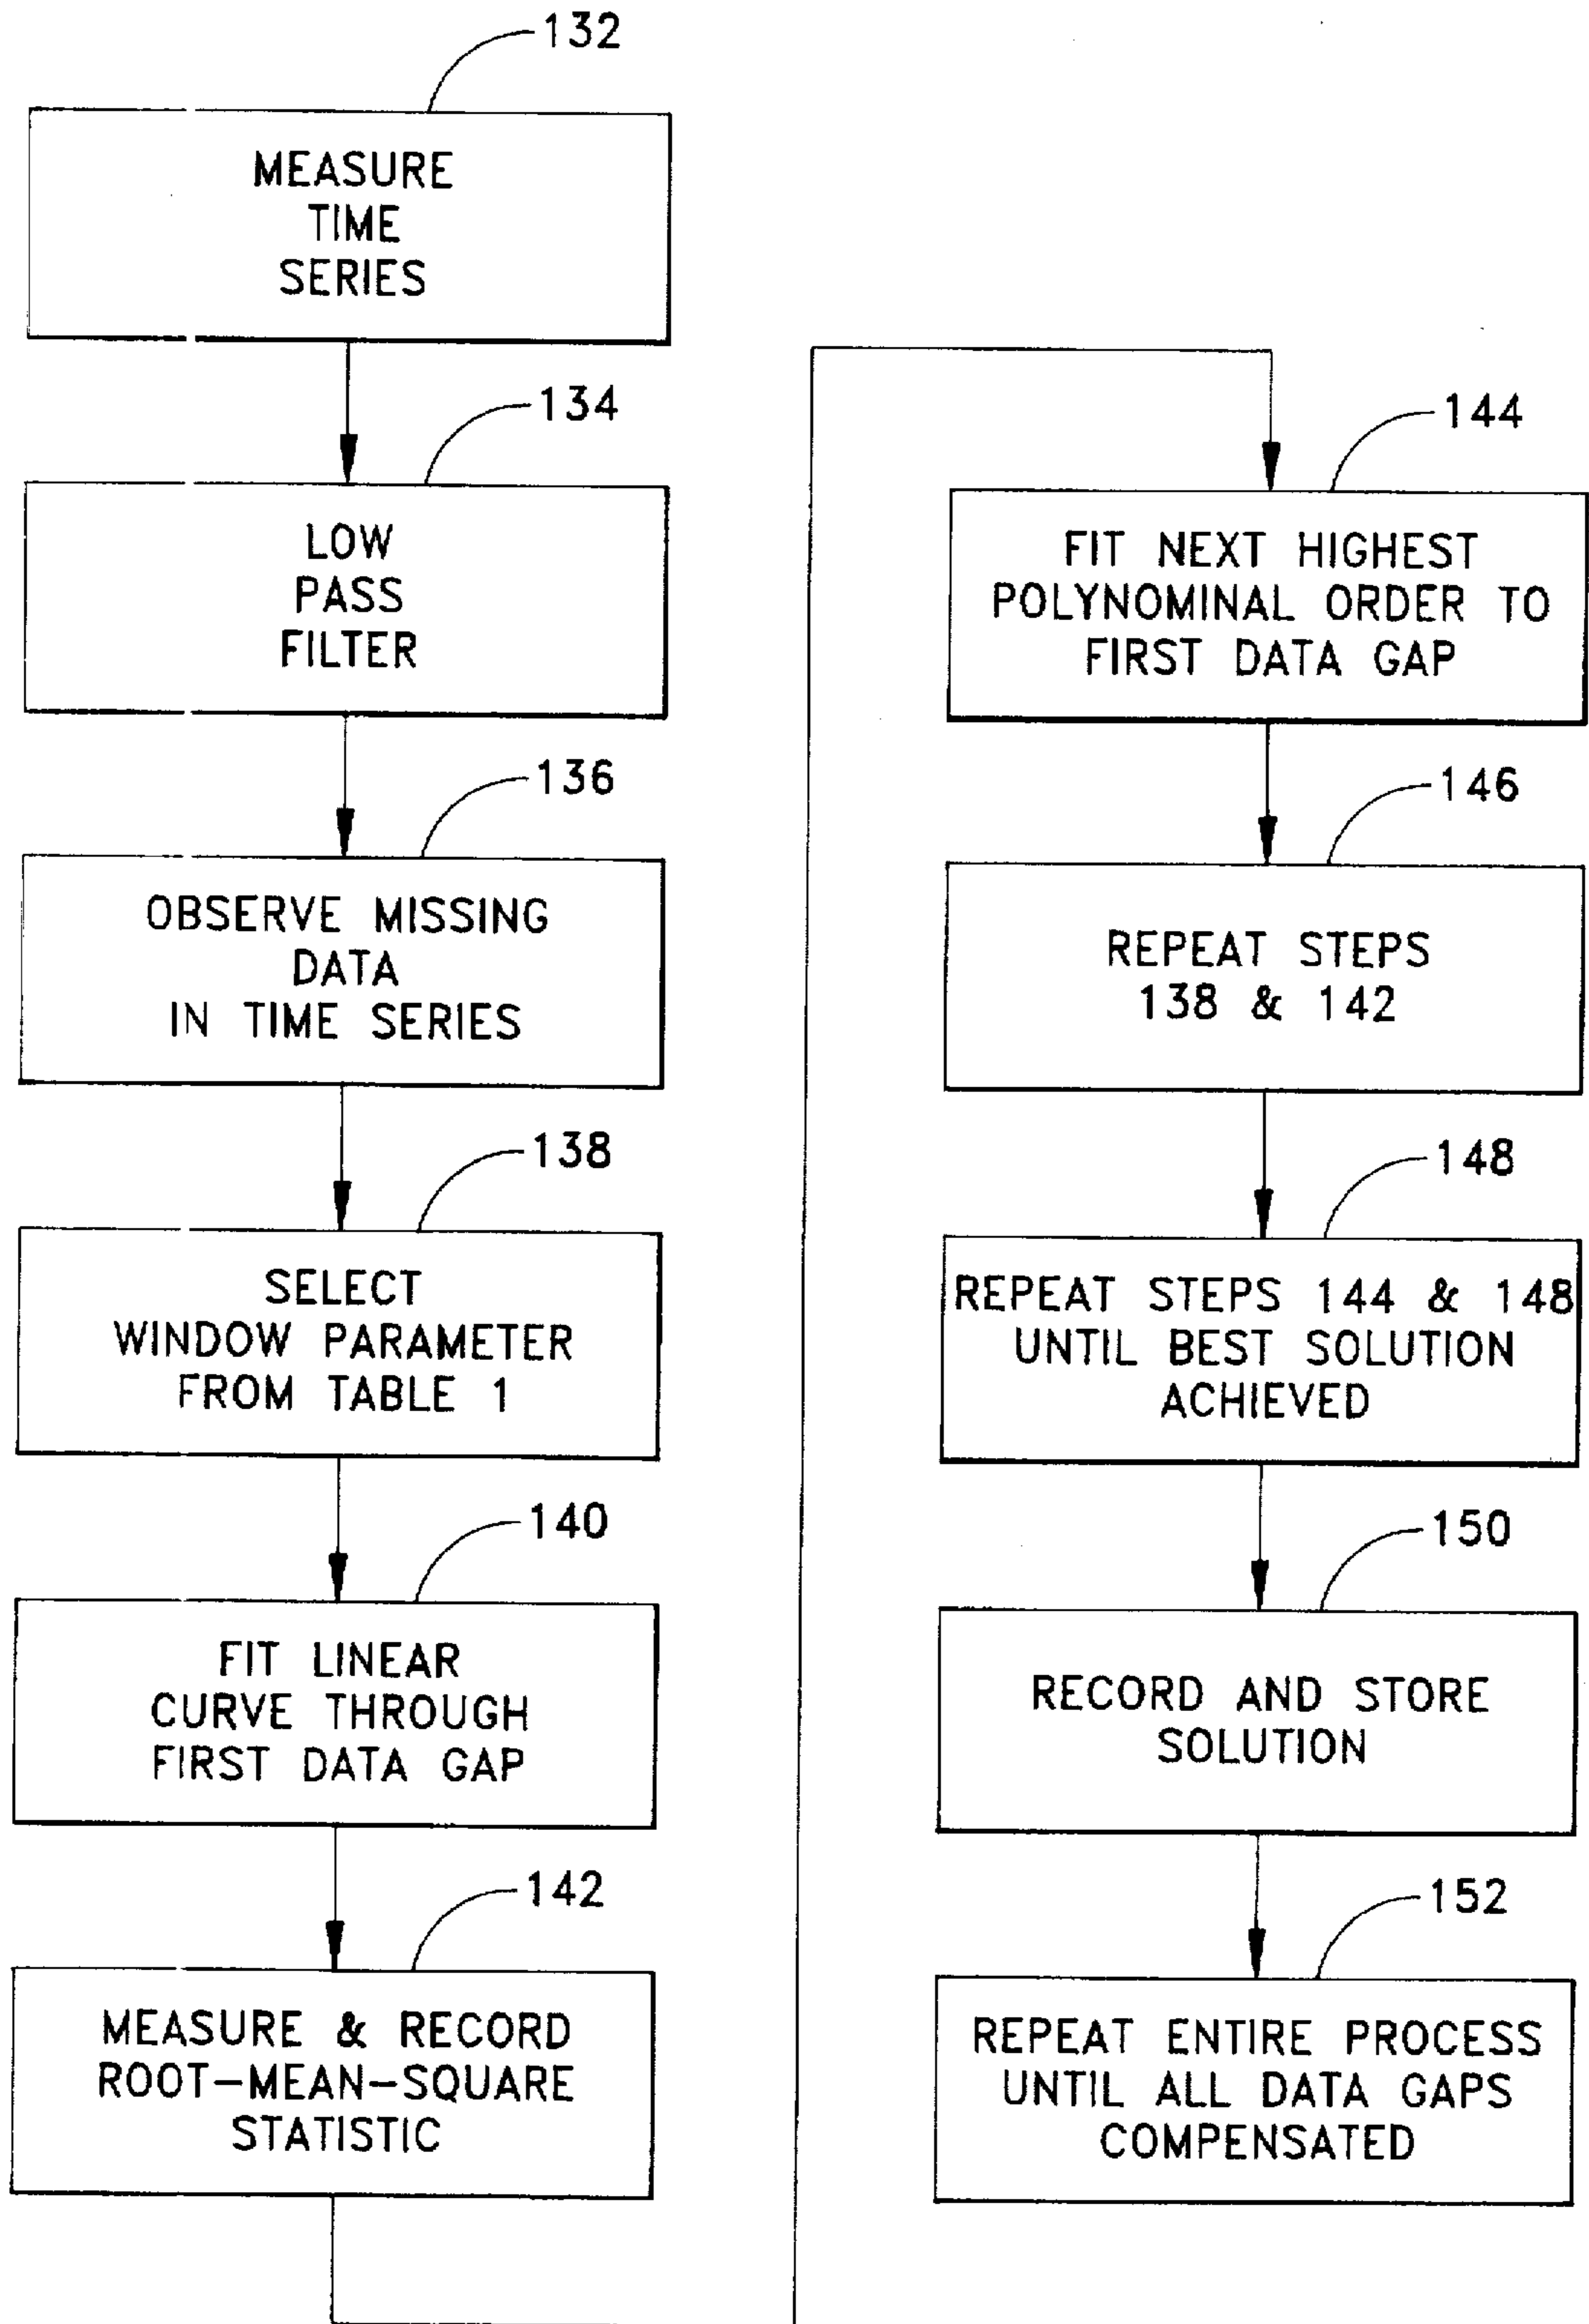 132
MEASURE
TIME
SERIES
134
LOW
PASS
FILTER
136
OBSERVE MISSING
DATA
IN TIME SERIES
138
SELECT
WINDOW PARAMETER
FROM TABLE 1
140
FIT LINEAR
CURVE THROUGH
FIRST DATA GAP
142
MEASURE & RECORD
ROOT-MEAN-SQUARE
STATISTIC
144
FIT NEXT HIGHEST
POLYNOMINAL ORDER TO
FIRST DATA GAP
146
REPEAT STEPS
138 & 142
148
REPEAT STEPS 144 & 148
UNTIL BEST SOLUTION
ACHIEVED
150
RECORD AND STORE
SOLUTION
152
REPEAT ENTIRE PROCESS
UNTIL ALL DATA GAPS
COMPENSATED